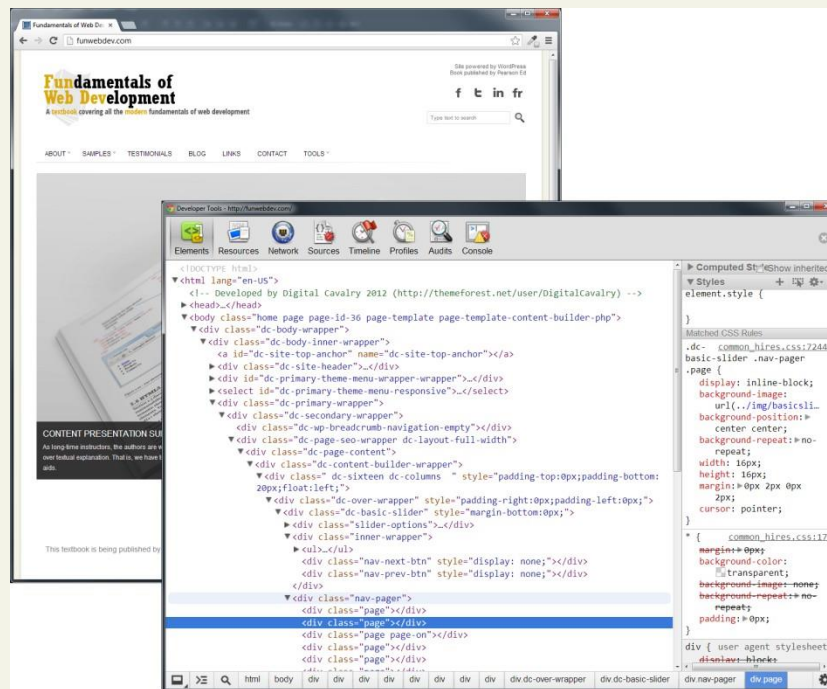 Fundamentals of Web De
funwebdev.com
Site powered by WordPress
Book published by Pearson Ed
Fundamentals of
Web Development
A textbook covering all the modern fundamentals of web development
f t in fr
Type text to search
ABOUT SAMPLES TESTIMONIALS BLOG LINKS CONTACT TOOLS
CONTENT PRESENTATION SU
As long-time instructors, the authors are w
over textual explanation. That is, we have t
aids.
This textbook is being published by
Developer Tools - http://funwebdev.com/
Elements Resources Network Sources Timeline Profiles Audits Console
<!DOCTYPE html>
▼<html lang="en-US">
<!-- Developed by Digital Cavalry 2012 (http://themeforest.net/user/DigitalCavalry) -->
▶<head>…</head>
▼<body class="home page page-id-36 page-template page-template-content-builder-php">
▼<div class="dc-body-wrapper">
▼<div class="dc-body-inner-wrapper">
<a id="dc-site-top-anchor" name="dc-site-top-anchor"></a>
▶<div class="dc-site-header">…</div>
▶<div id="dc-primary-theme-menu-wrapper-wrapper">…</div>
▶<select id="dc-primary-theme-menu-responsive">…</select>
▼<div class="dc-primary-wrapper">
▼<div class="dc-secondary-wrapper">
<div class="dc-wp-breadcrumb-navigation-empty"></div>
▼<div class="dc-page-seo-wrapper dc-layout-full-width">
▼<div class="dc-page-content">
▼<div class="dc-content-builder-wrapper">
▼<div class=" dc-sixteen dc-columns  " style="padding-top:0px;padding-bottom:
20px;float:left;">
▼<div class="dc-over-wrapper" style="padding-right:0px;padding-left:0px;">
▼<div class="dc-basic-slider" style="margin-bottom:0px;">
▶<div class="slider-options">…</div>
▼<div class="inner-wrapper">
▶<ul>…</ul>
<div class="nav-next-btn" style="display: none;"></div>
<div class="nav-prev-btn" style="display: none;"></div>
</div>
▼<div class="nav-pager">
<div class="page"></div>
<div class="page"></div>
<div class="page page-on"></div>
<div class="page"></div>
<div class="page"></div>
▶ Computed St Show inherited
▼ Styles
element.style {
}
Matched CSS Rules
.dc- common_hires.css:7244
basic-slider .nav-pager
.page {
display: inline-block;
background-image:
url(../img/basicsli…
background-position:▶
center center;
background-repeat:▶no-
repeat;
width: 16px;
height: 16px;
margin:▶0px 2px 0px
2px;
cursor: pointer;
}
* { common_hires.css:17
margin:▶0px;
background-color:
transparent;
background-image: none;
background-repeat:▶no-
repeat;
padding:▶0px;
}
div { user agent stylesheet
display: block;
html body div div div div div div div div div.dc-over-wrapper div.dc-basic-slider div.nav-pager div.page